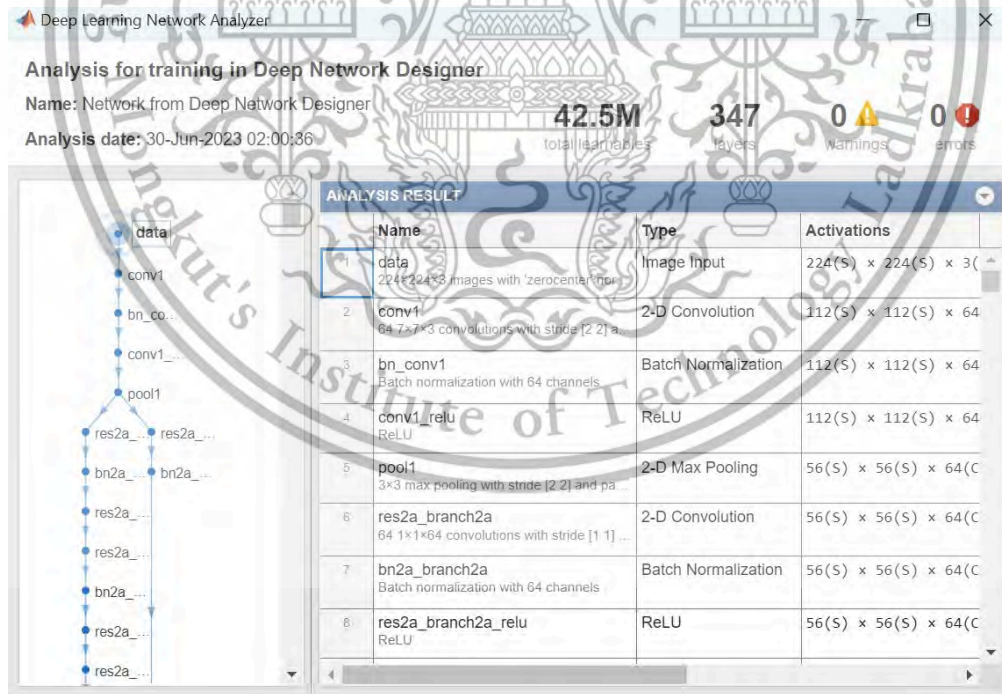 Deep Learning Network Analyzer
Analysis for training in Deep Network Designer
Name: Network from Deep Network Designer
Analysis date: 30-Jun-2023 02:00:36
42.5M
total learnables
347
layers
0
warnings
0
errors
data
conv1
bn_co...
conv1_...
pool1
res2a_... res2a_...
bn2a_... bn2a_...
res2a_...
res2a_...
bn2a_...
res2a_...
res2a_...
ANALYSIS RESULT
Name Type Activations
1 data Image Input 224(S) × 224(S) × 3(
224×224×3 images with 'zerocenter' nor...
2 conv1 2-D Convolution 112(S) × 112(S) × 64
64 7×7×3 convolutions with stride [2 2] a...
3 bn_conv1 Batch Normalization 112(S) × 112(S) × 64
Batch normalization with 64 channels
4 conv1_relu ReLU 112(S) × 112(S) × 64
ReLU
5 pool1 2-D Max Pooling 56(S) × 56(S) × 64(C
3×3 max pooling with stride [2 2] and pa...
6 res2a_branch2a 2-D Convolution 56(S) × 56(S) × 64(C
64 1×1×64 convolutions with stride [1 1] ...
7 bn2a_branch2a Batch Normalization 56(S) × 56(S) × 64(C
Batch normalization with 64 channels
8 res2a_branch2a_relu ReLU 56(S) × 56(S) × 64(C
ReLU
Mongkut's Institute of Technology Ladkrab